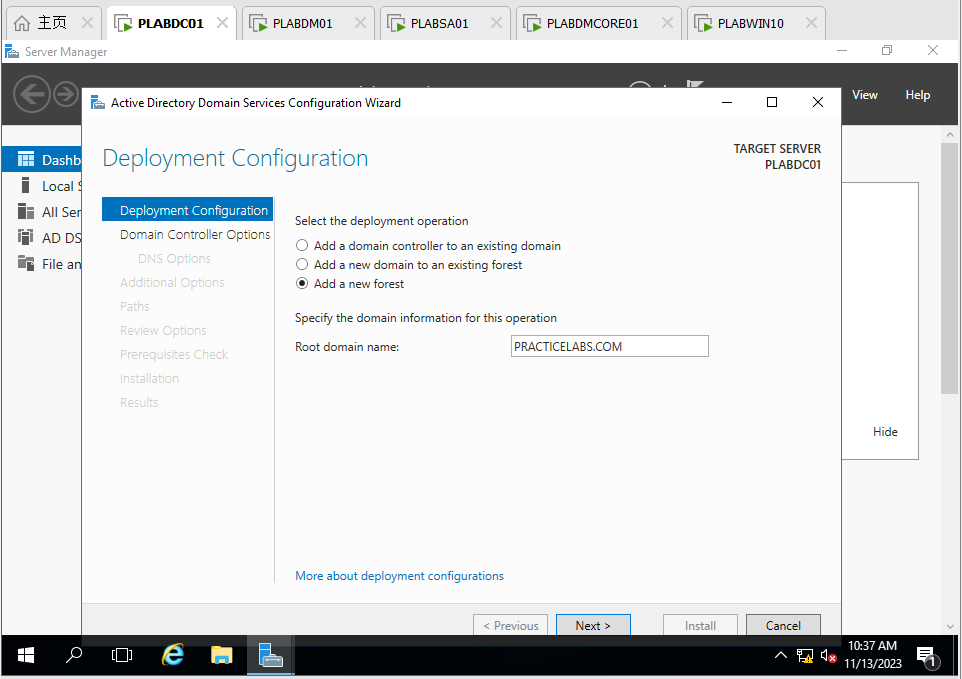 主页
PLABDC01
PLABDM01
PLABSA01
PLABDMCORE01
PLABWIN10
Server Manager
View
Help
Active Directory Domain Services Configuration Wizard
Deployment Configuration
TARGET SERVER
PLABDC01
Dashb
Local S
All Ser
AD DS
File an
Deployment Configuration
Domain Controller Options
DNS Options
Additional Options
Paths
Review Options
Prerequisites Check
Installation
Results
Select the deployment operation
Add a domain controller to an existing domain
Add a new domain to an existing forest
Add a new forest
Specify the domain information for this operation
Root domain name:
PRACTICELABS.COM
More about deployment configurations
Hide
< Previous
Next >
Install
Cancel
10:37 AM
11/13/2023
1